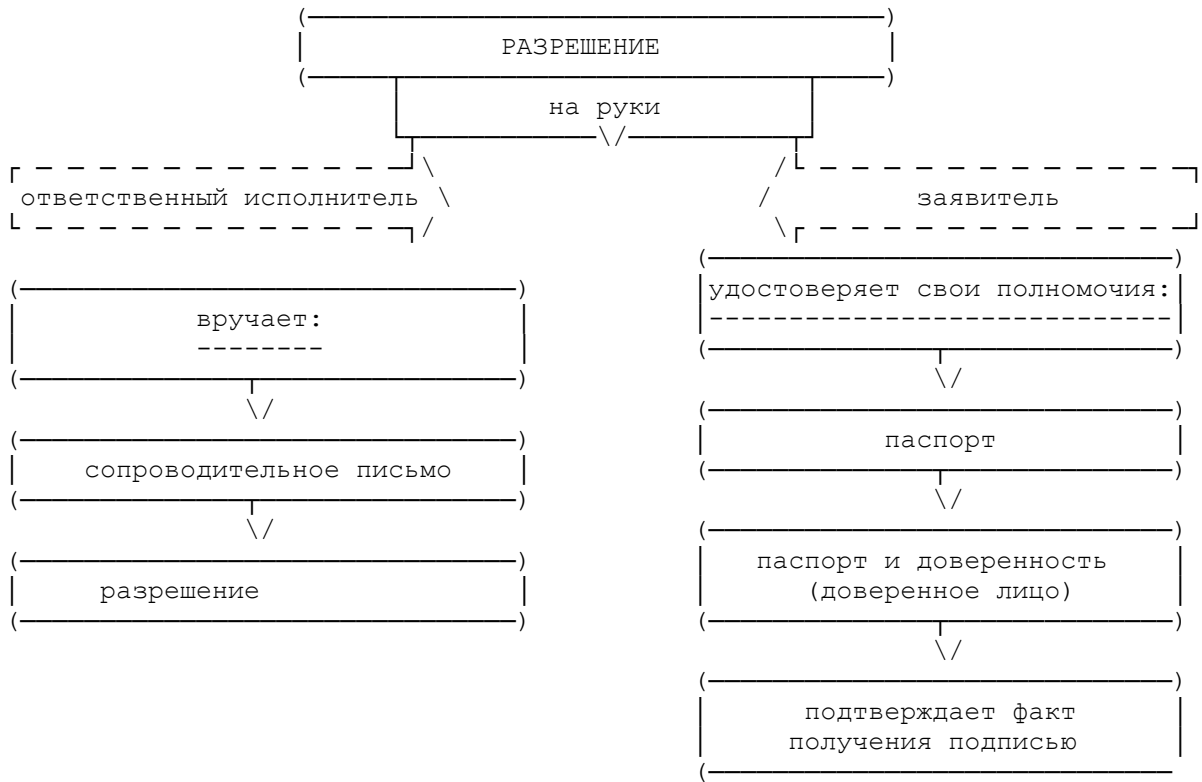 РАЗРЕШЕНИЕ
на руки
ответственный исполнитель
заявитель
вручает:
сопроводительное письмо
разрешение
удостоверяет свои полномочия:
паспорт
паспорт и доверенность
(доверенное лицо)
подтверждает факт
получения подписью